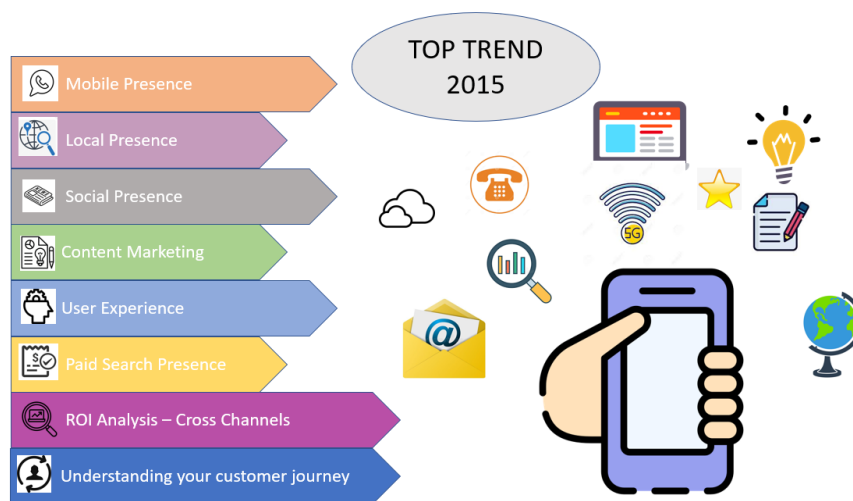 TOP TREND
2015
Mobile Presence
Local Presence
Social Presence
Content Marketing
User Experience
Paid Search Presence
ROI Analysis – Cross Channels
Understanding your customer journey
5G
@
$